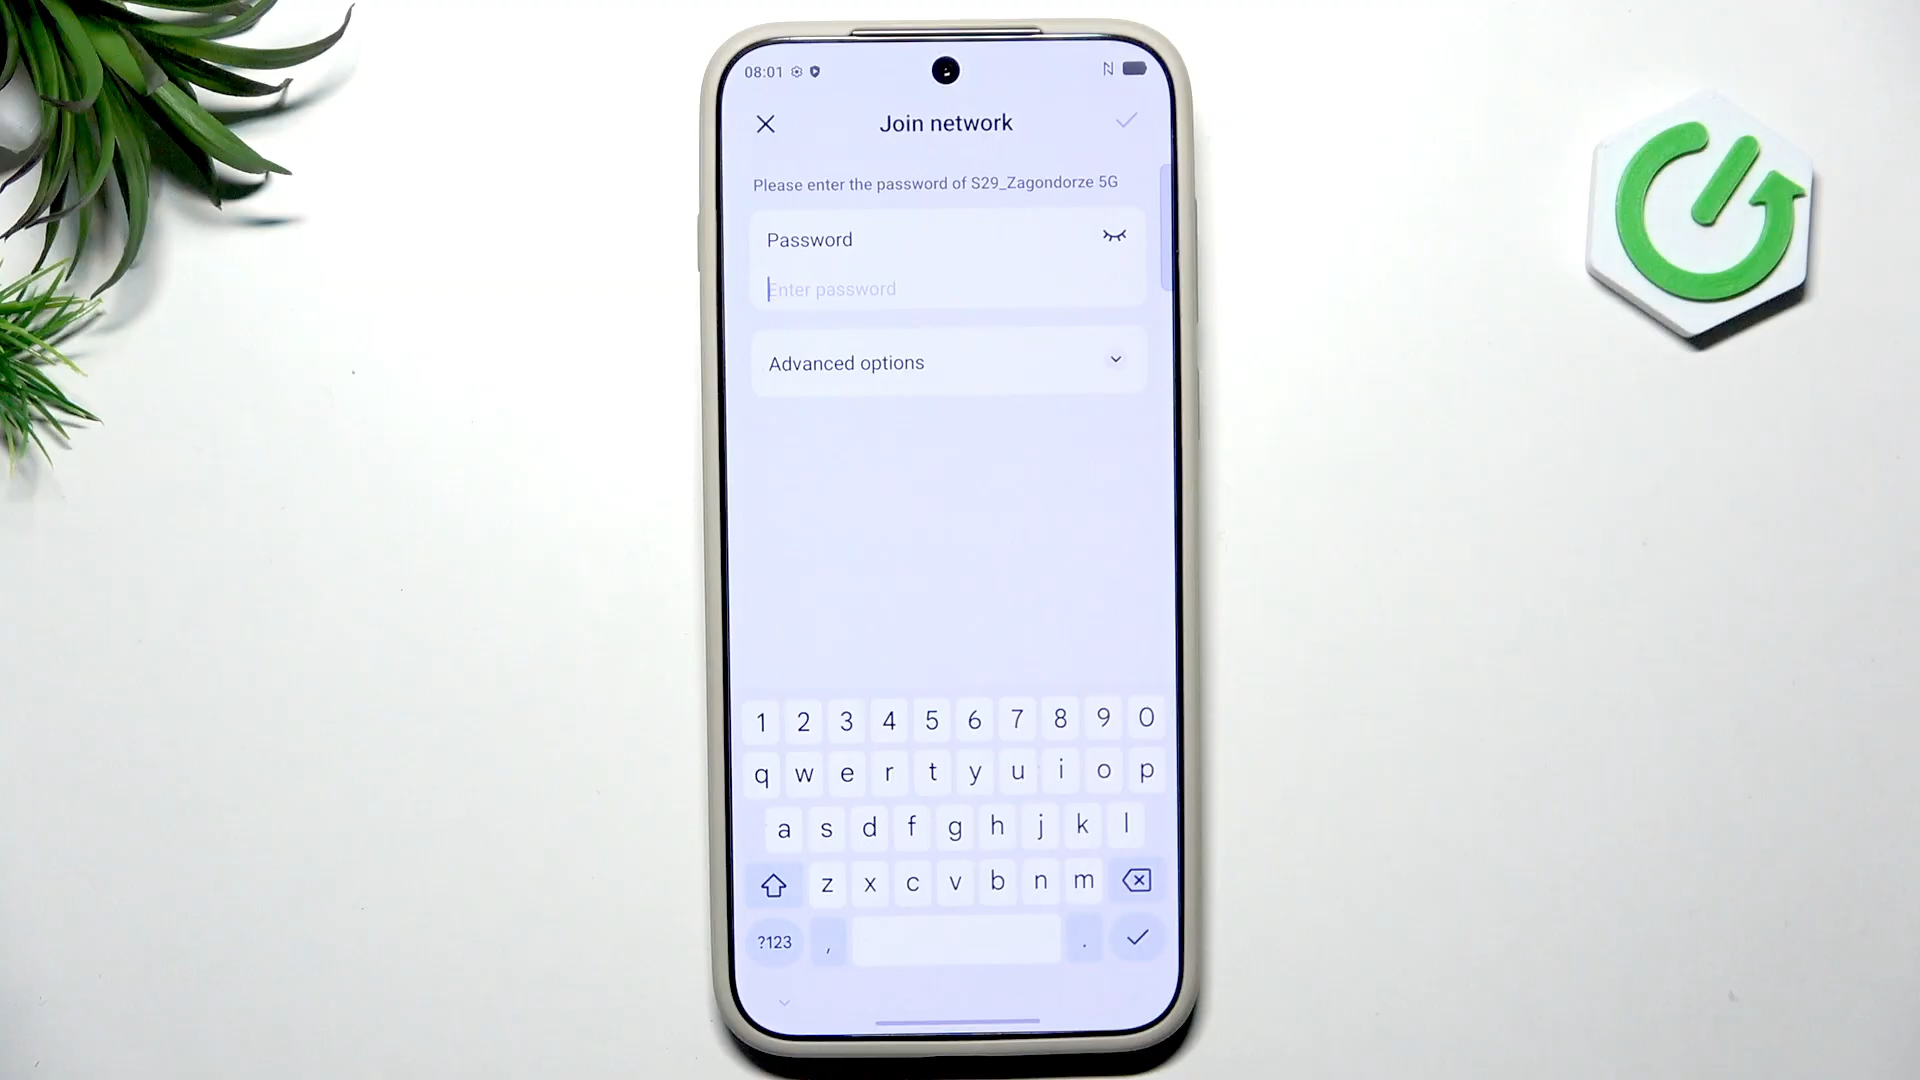 08:01
Join network
Please enter the password of S29_Zagondorze 5G
Password
Enter password
Advanced options
1 2 3 4 5 6 7 8 9 0
q w e r t y u i o p
a s d f g h j k l
z x c v b n m
?123 , .